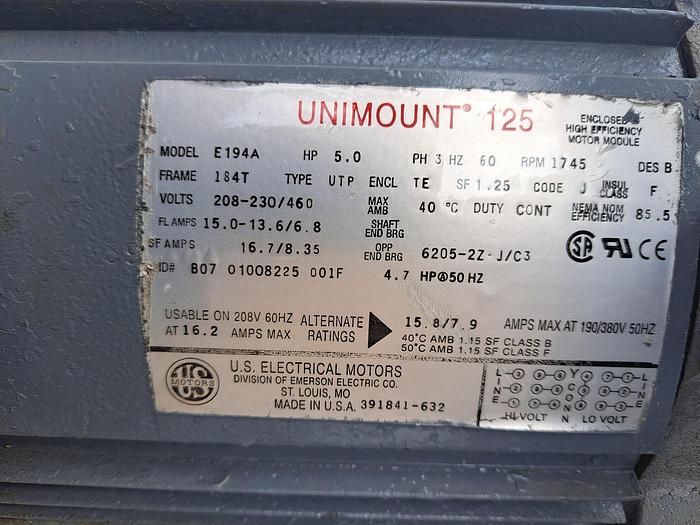 UNIMOUNT® 125
ENCLOSED
HIGH EFFICIENCY
MOTOR MODULE
MODEL E194A HP 5.0 PH 3 HZ 60 RPM 1745 DES B
FRAME 184T TYPE UTP ENCL TE SF 1.25 CODE J INSUL CLASS F
VOLTS 208-230/460 MAX AMB 40 °C DUTY CONT NEMA NOM EFFICIENCY 85.5
FL AMPS 15.0-13.6/6.8 SHAFT END BRG
SF AMPS 16.7/8.35 OPP END BRG 6205-2Z-J/C3
ID# B07 01008225 001F 4.7 HP@50 HZ
USABLE ON 208V 60HZ
AT 16.2 AMPS MAX
ALTERNATE RATINGS
15.8/7.9 AMPS MAX AT 190/380V 50HZ
40°C AMB 1.15 SF CLASS B
50°C AMB 1.15 SF CLASS F
US
MOTORS
U.S. ELECTRICAL MOTORS
DIVISION OF EMERSON ELECTRIC CO.
ST. LOUIS, MO
MADE IN U.S.A. 391841-632
LINE
Y CONN
LINE
HI VOLT LO VOLT